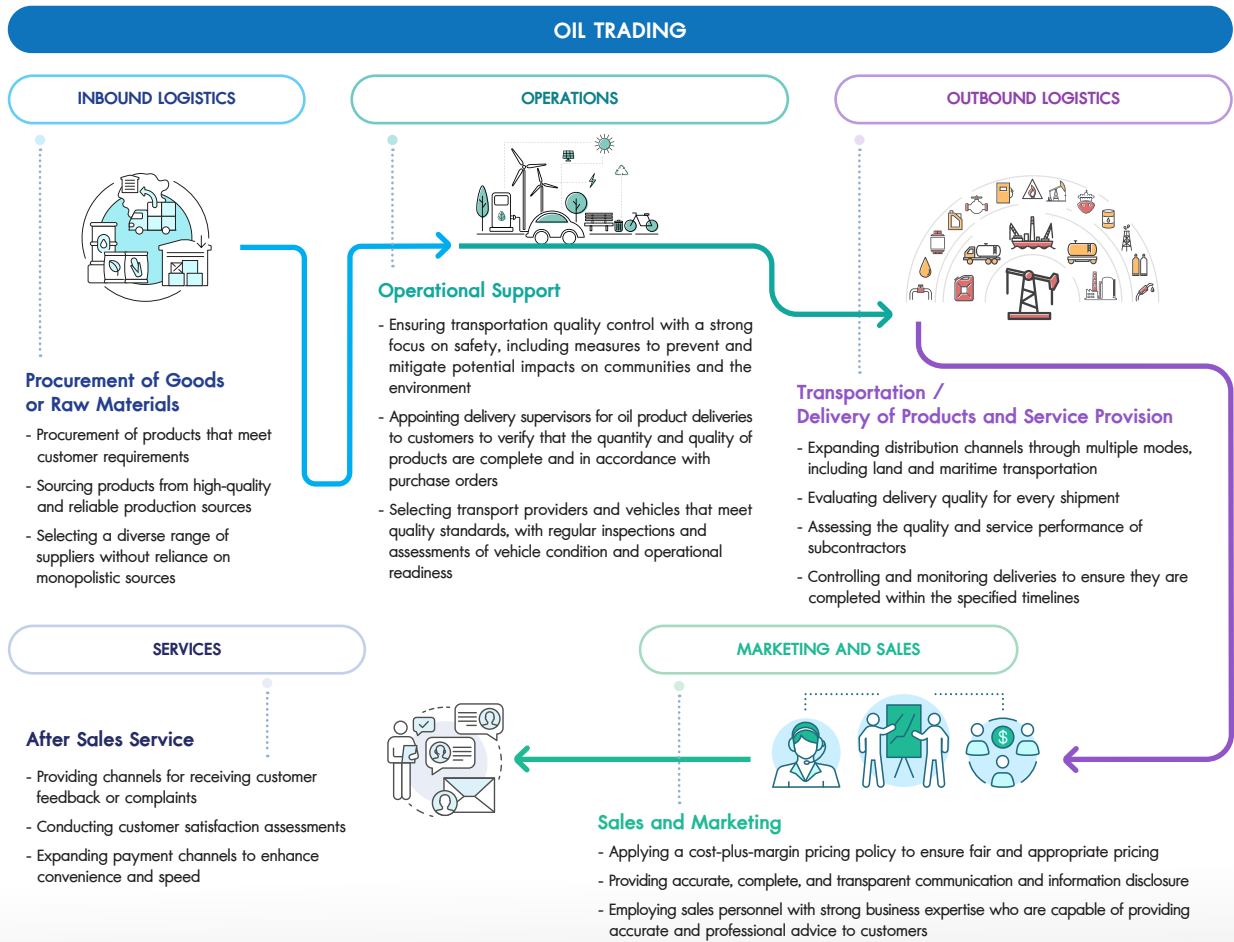 OIL TRADING
INBOUND LOGISTICS
Procurement of Goods
or Raw Materials
- Procurement of products that meet
customer requirements
- Sourcing products from high-quality
and reliable production sources
- Selecting a diverse range of
suppliers without reliance on
monopolistic sources
OPERATIONS
Operational Support
- Ensuring transportation quality control with a strong
focus on safety, including measures to prevent and
mitigate potential impacts on communities and the
environment
- Appointing delivery supervisors for oil product deliveries
to customers to verify that the quantity and quality of
products are complete and in accordance with
purchase orders
- Selecting transport providers and vehicles that meet
quality standards, with regular inspections and
assessments of vehicle condition and operational
readiness
OUTBOUND LOGISTICS
Transportation /
Delivery of Products and Service Provision
- Expanding distribution channels through multiple modes,
including land and maritime transportation
- Evaluating delivery quality for every shipment
- Assessing the quality and service performance of
subcontractors
- Controlling and monitoring deliveries to ensure they are
completed within the specified timelines
MARKETING AND SALES
$
Sales and Marketing
- Applying a cost-plus-margin pricing policy to ensure fair and appropriate pricing
- Providing accurate, complete, and transparent communication and information disclosure
- Employing sales personnel with strong business expertise who are capable of providing
accurate and professional advice to customers
SERVICES
After Sales Service
- Providing channels for receiving customer
feedback or complaints
- Conducting customer satisfaction assessments
- Expanding payment channels to enhance
convenience and speed